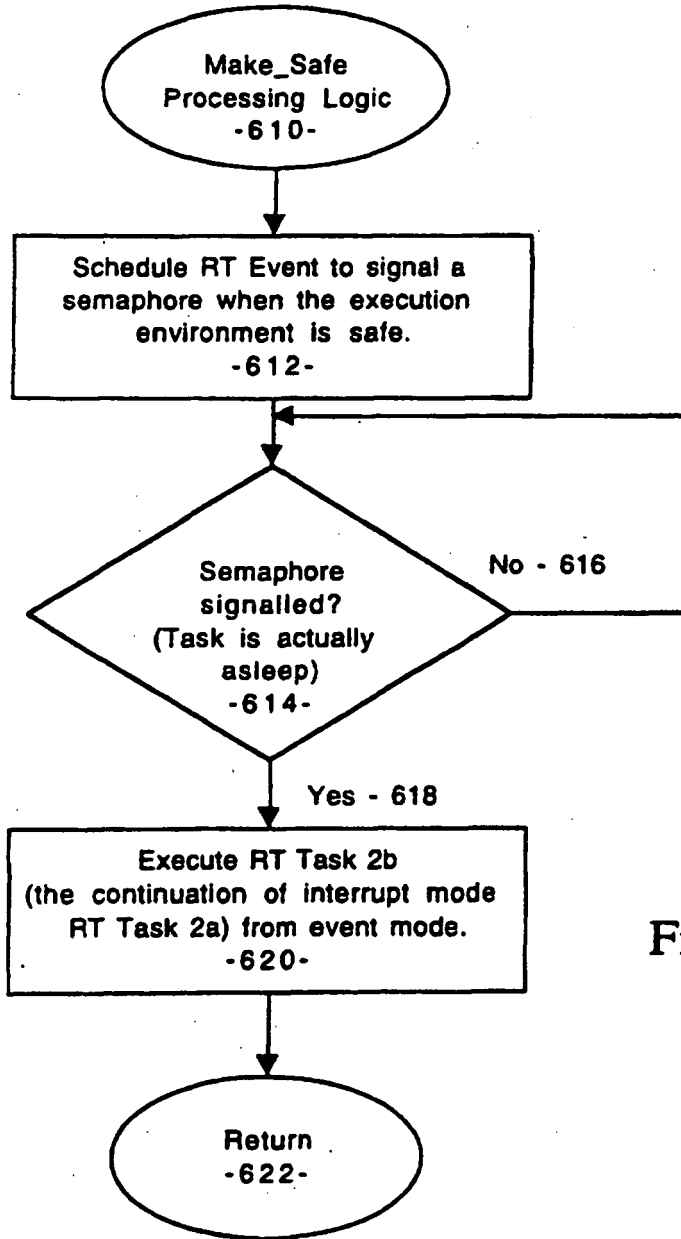 Make_Safe
Processing Logic
-610-
Schedule RT Event to signal a
semaphore when the execution
environment is safe.
-612-
Semaphore
signalled?
(Task is actually
asleep)
-614-
No - 616
Yes - 618
Execute RT Task 2b
(the continuation of interrupt mode
RT Task 2a) from event mode.
-620-
Return
-622-